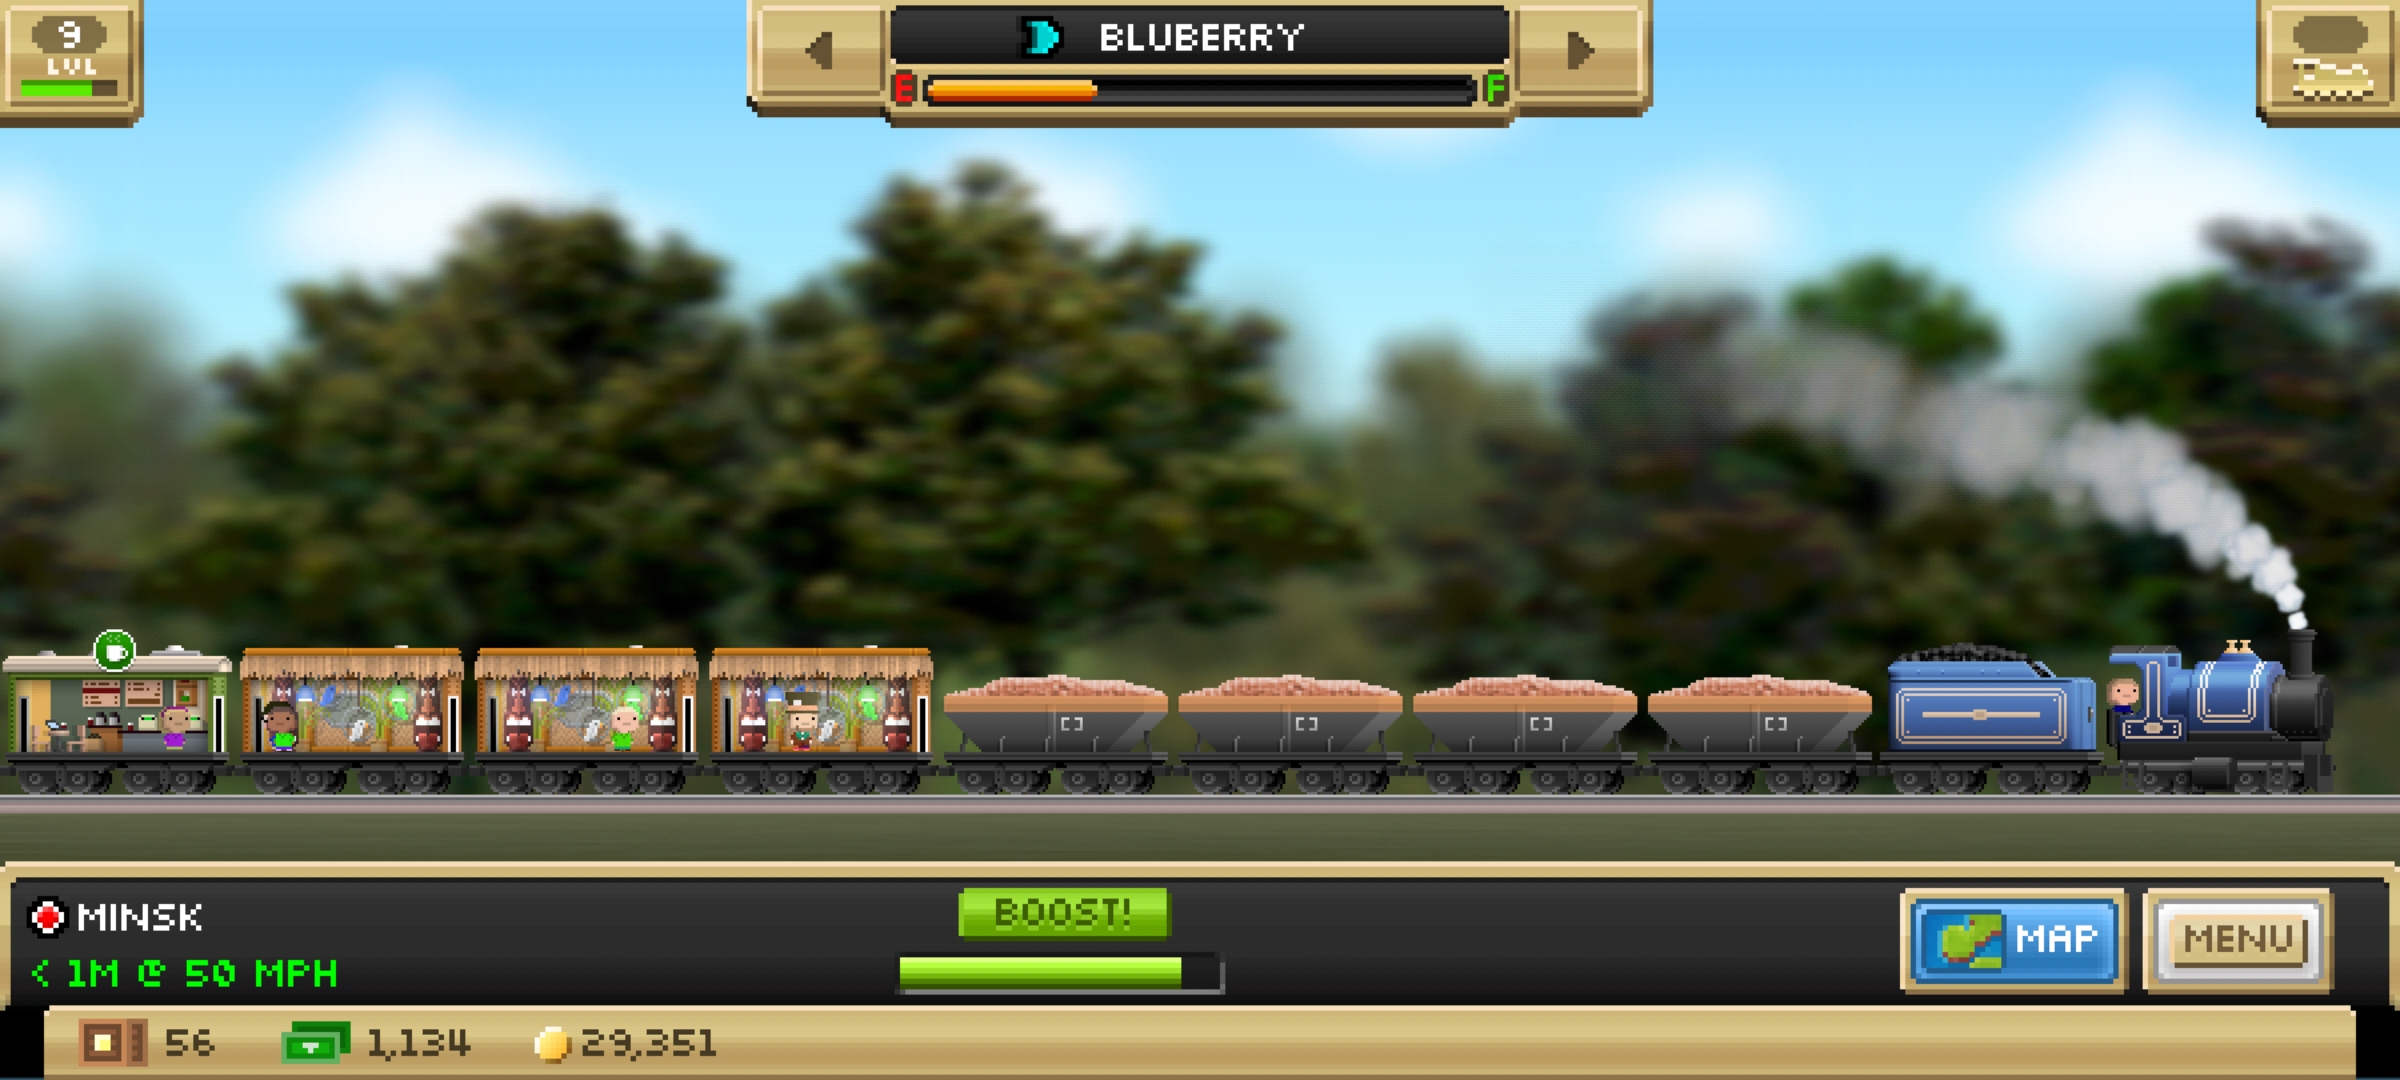 9
LVL
BLUBERRY
E F
MINSK
< 1M @ 50 MPH
BOOST!
MAP
MENU
56 1,134 29,351